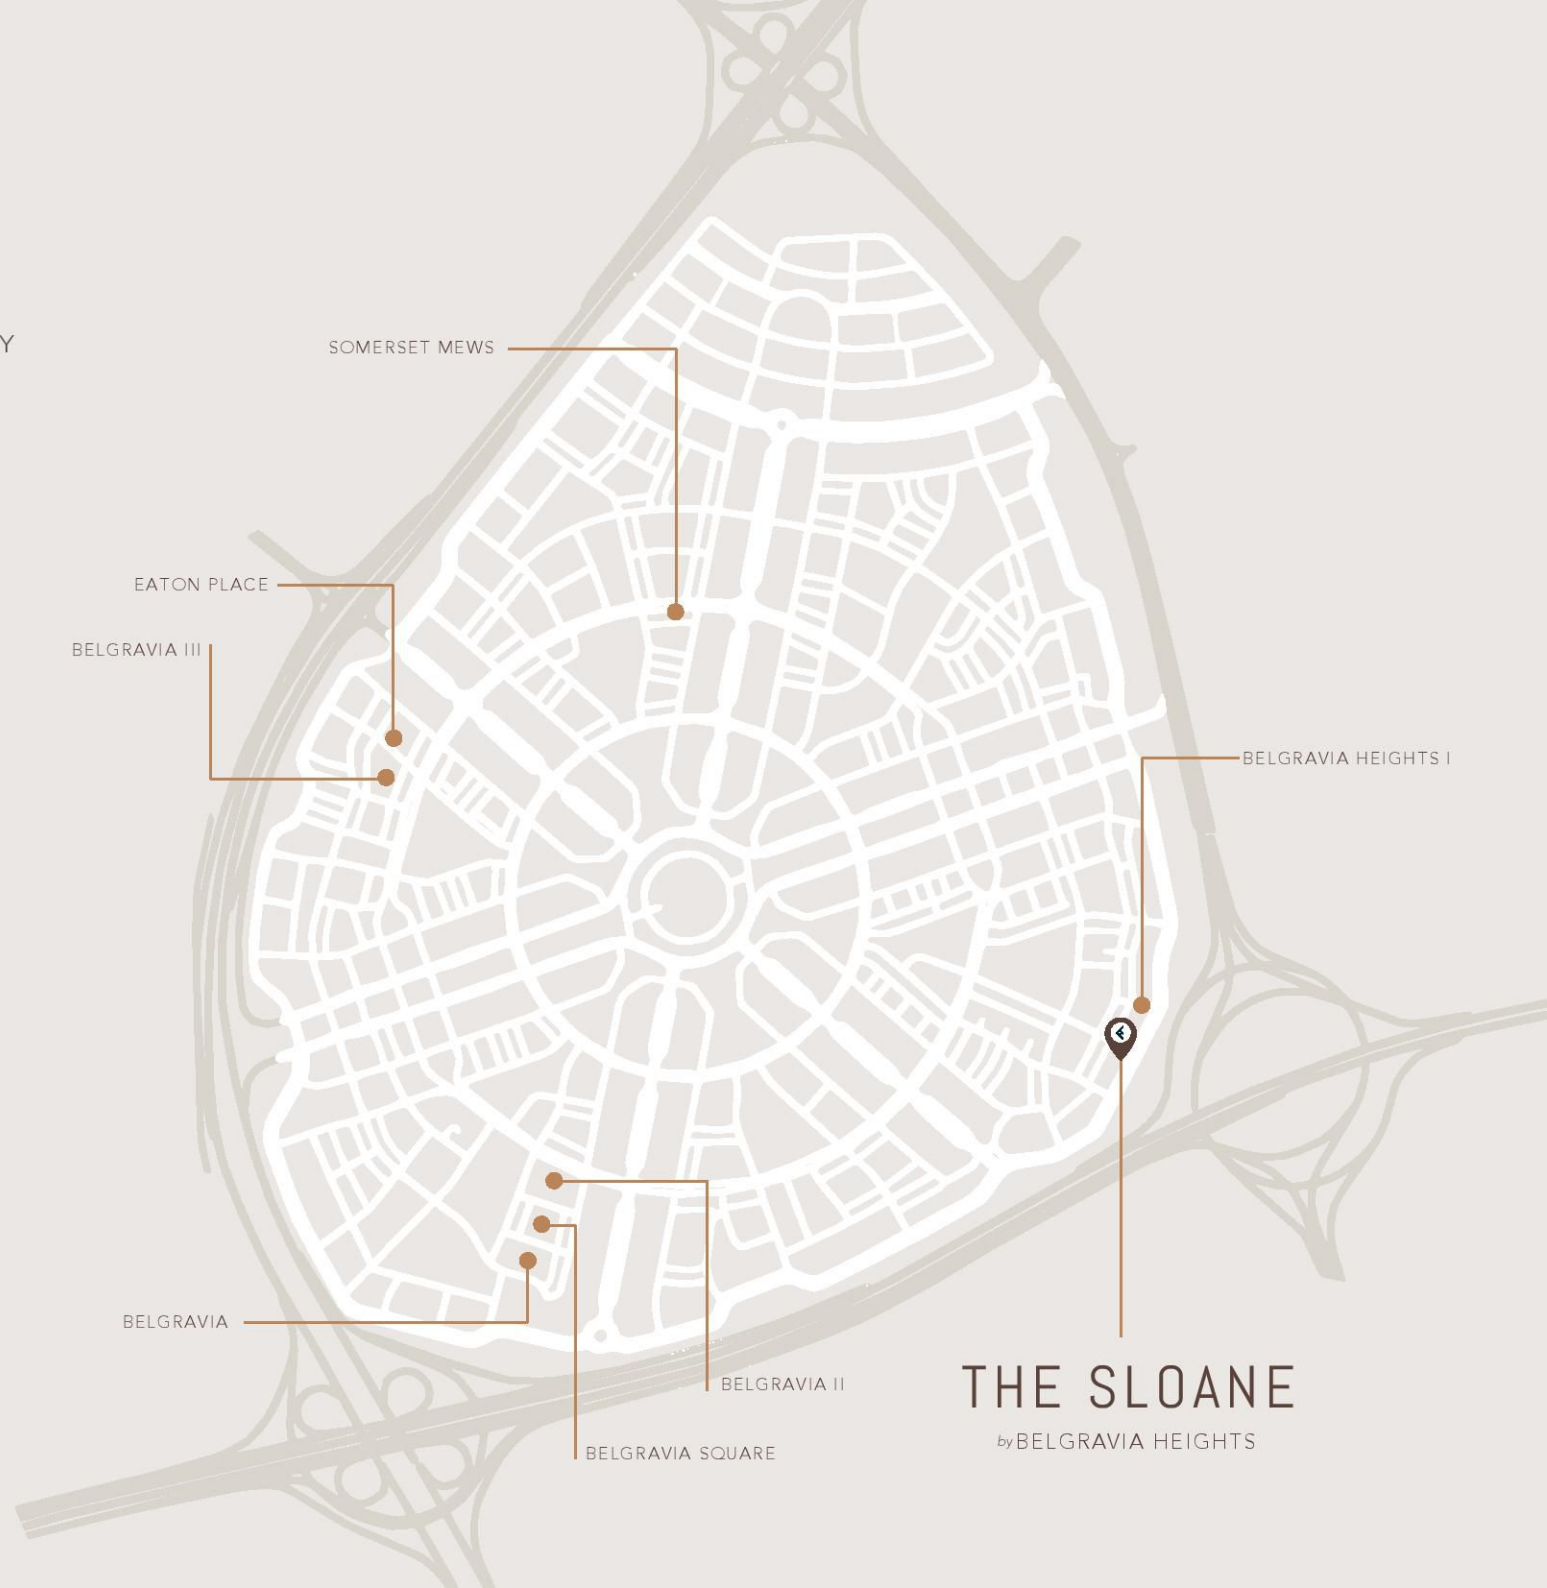 Y
SOMERSET MEWS
EATON PLACE
BELGRAVIA III
BELGRAVIA HEIGHTS I
BELGRAVIA
BELGRAVIA II
THE SLOANE
by BELGRAVIA HEIGHTS
BELGRAVIA SQUARE